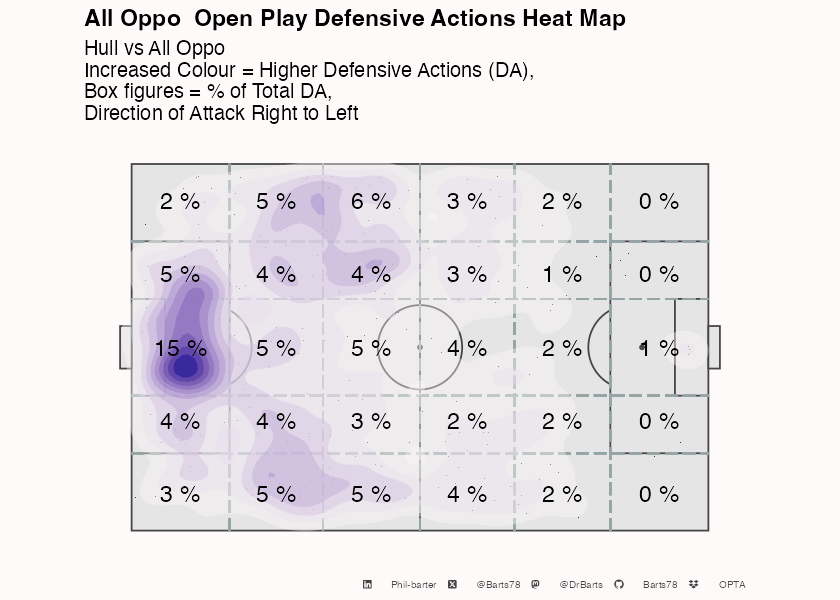 All Oppo  Open Play Defensive Actions Heat Map
Hull vs All Oppo
Increased Colour = Higher Defensive Actions (DA),
Box figures = % of Total DA,
Direction of Attack Right to Left
2 % 5 % 6 % 3 % 2 % 0 %
5 % 4 % 4 % 3 % 1 % 0 %
15 % 5 % 5 % 4 % 2 % 1 %
4 % 4 % 3 % 2 % 2 % 0 %
3 % 5 % 5 % 4 % 2 % 0 %
Phil-barter @Barts78 @DrBarts Barts78 OPTA